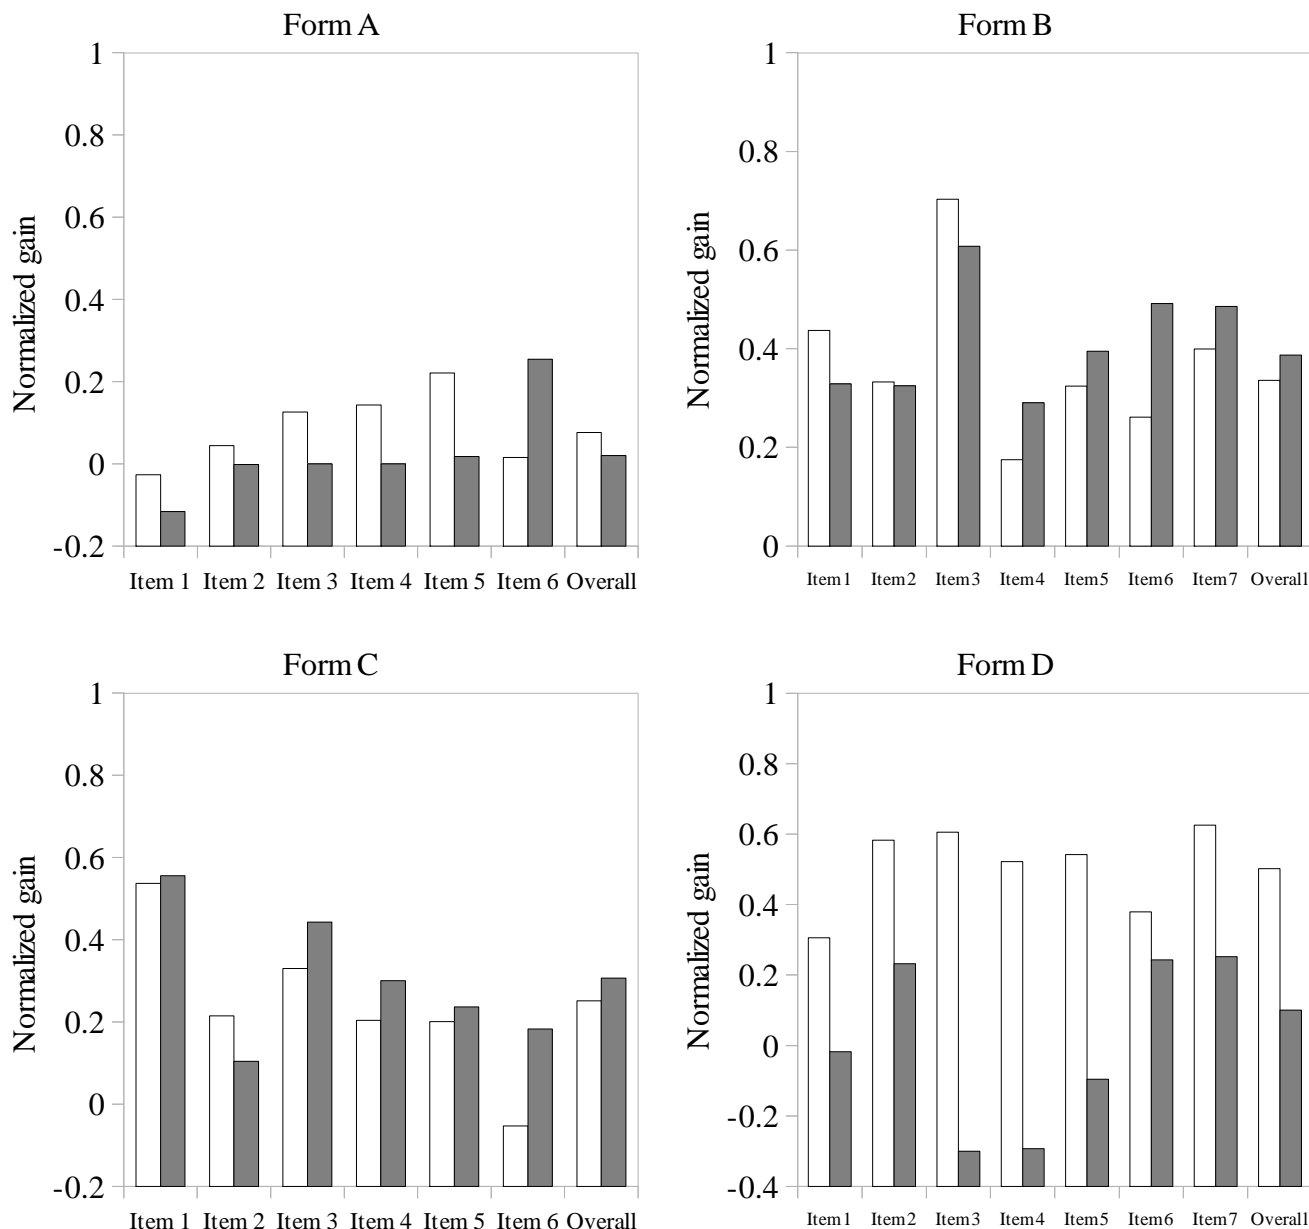 Form A
1
0.8
0.6
0.4
0.2
0
-0.2
Normalized gain
Item 1 Item 2 Item 3 Item 4 Item 5 Item 6 Overall
Form B
1
0.8
0.6
0.4
0.2
0
Normalized gain
Item1 Item2 Item3 Item4 Item5 Item6 Item7 Overall
Form C
1
0.8
0.6
0.4
0.2
0
-0.2
Normalized gain
Item 1 Item 2 Item 3 Item 4 Item 5 Item 6 Overall
Form D
1
0.8
0.6
0.4
0.2
0
-0.2
-0.4
Normalized gain
Item1 Item2 Item3 Item4 Item5 Item6 Item7 Overall